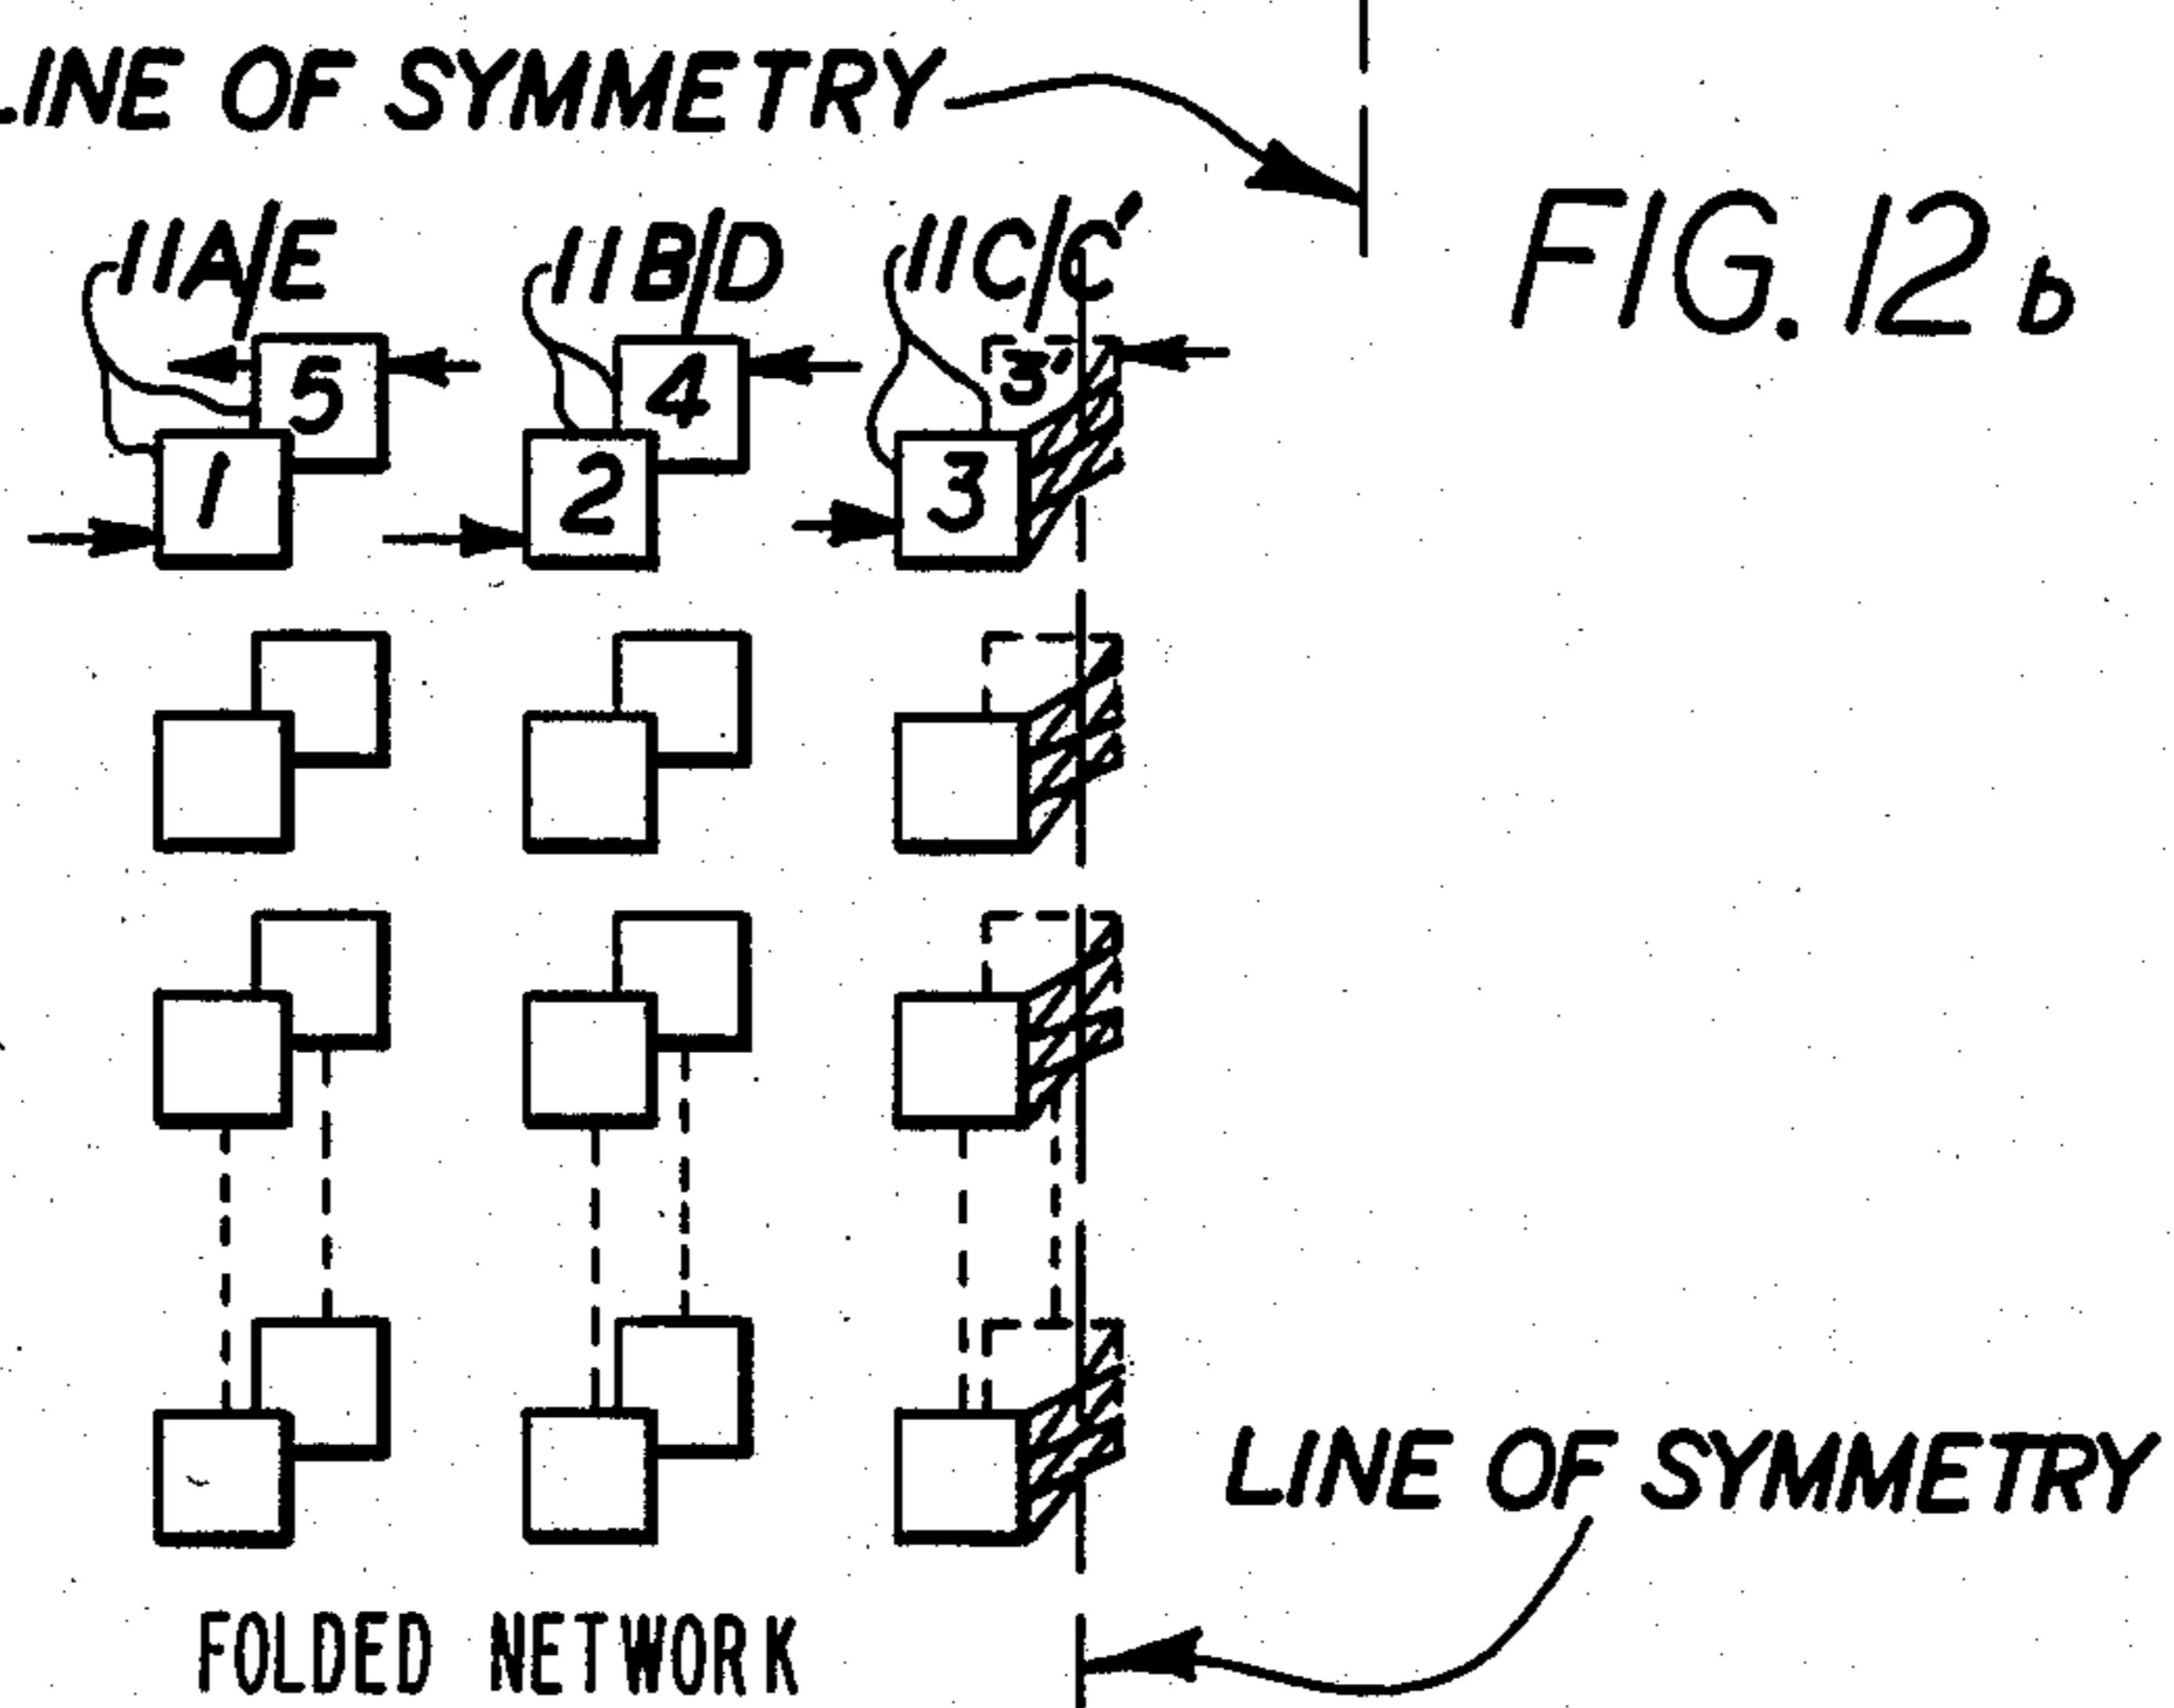 LINE OF SYMMETRY
FIG. 12b
11A/E 11B/D 11C/C'
5 4 3'
1 2 3
LINE OF SYMMETRY
FOLDED NETWORK